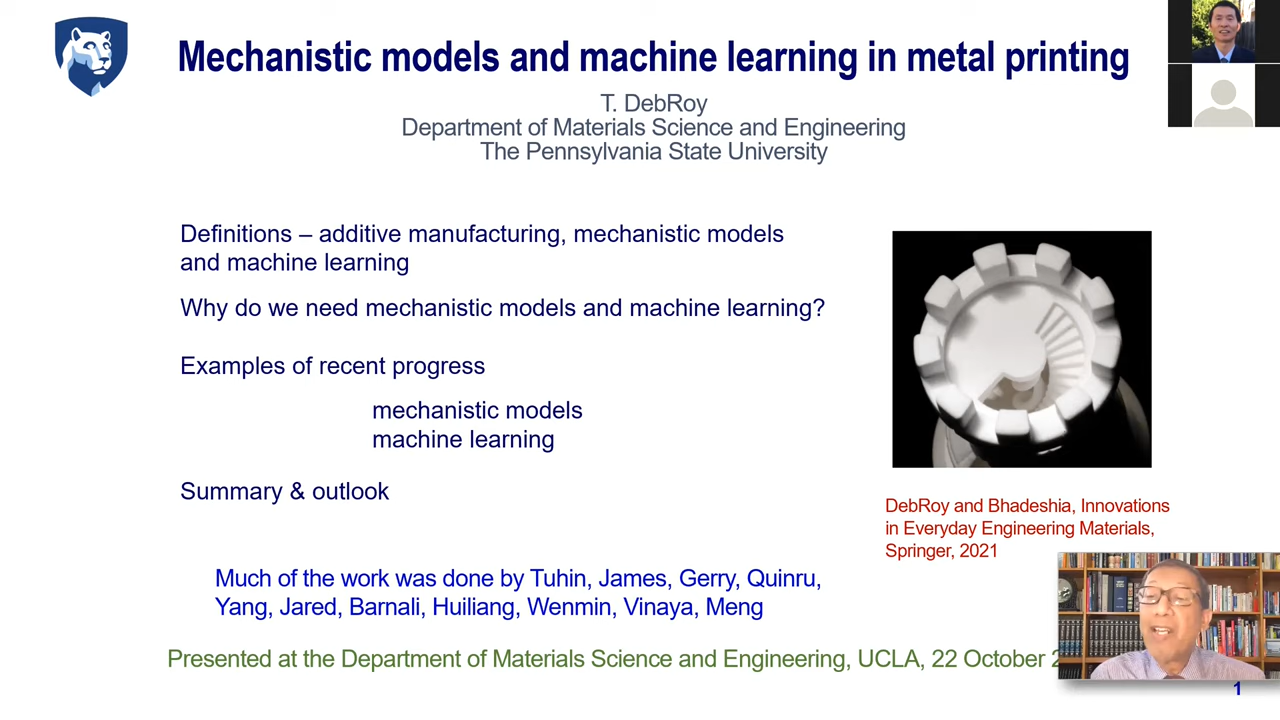 Mechanistic models and machine learning in metal printing
T. DebRoy
Department of Materials Science and Engineering
The Pennsylvania State University
Definitions – additive manufacturing, mechanistic models
and machine learning
Why do we need mechanistic models and machine learning?
Examples of recent progress
mechanistic models
machine learning
Summary & outlook
DebRoy and Bhadeshia, Innovations
in Everyday Engineering Materials,
Springer, 2021
Much of the work was done by Tuhin, James, Gerry, Quinru,
Yang, Jared, Barnali, Huiliang, Wenmin, Vinaya, Meng
Presented at the Department of Materials Science and Engineering, UCLA, 22 October
1